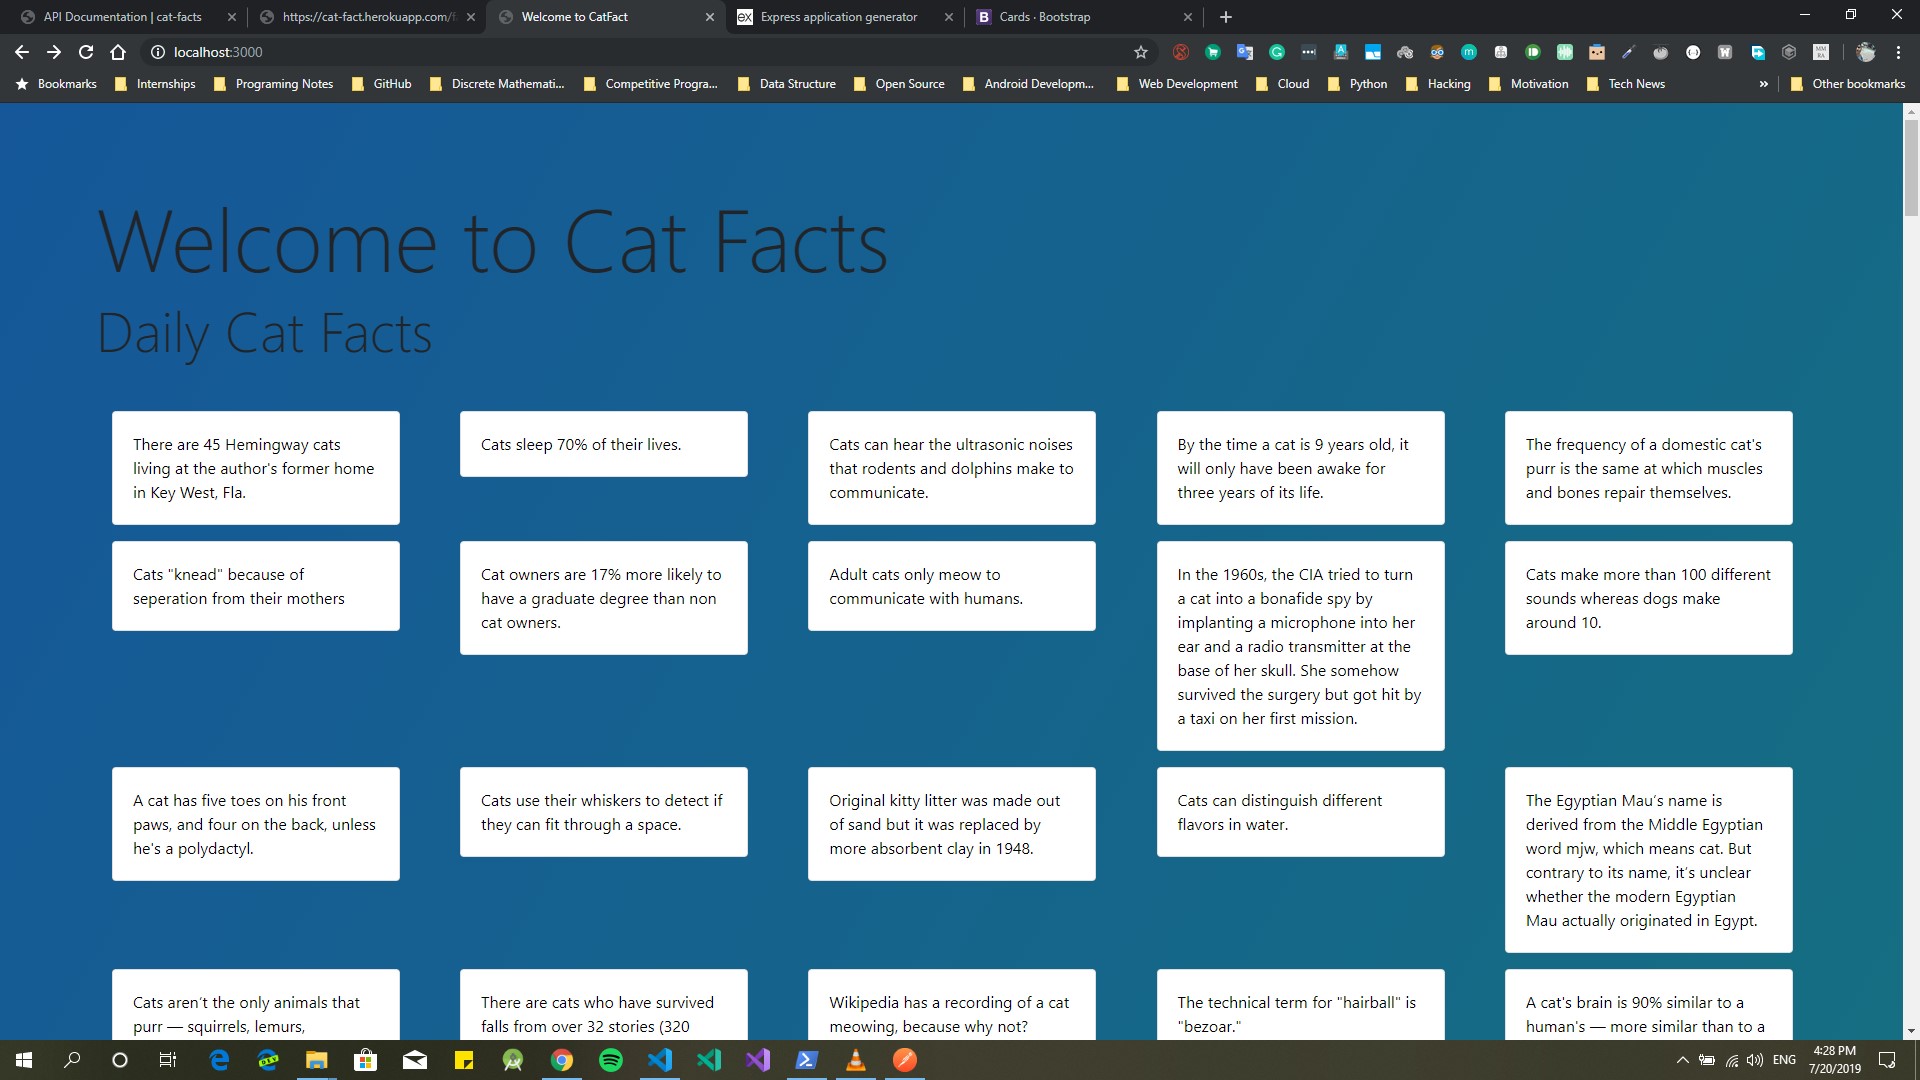 API Documentation | cat-facts
https://cat-fact.herokuapp.com/f
Welcome to CatFact
ex Express application generator
B Cards · Bootstrap
localhost:3000
Bookmarks
Internships
Programing Notes
GitHub
Discrete Mathemati...
Competitive Progra...
Data Structure
Open Source
Android Developm...
Web Development
Cloud
Python
Hacking
Motivation
Tech News
Other bookmarks
Welcome to Cat Facts
Daily Cat Facts
There are 45 Hemingway cats
living at the author's former home
in Key West, Fla.
Cats sleep 70% of their lives.
Cats can hear the ultrasonic noises
that rodents and dolphins make to
communicate.
By the time a cat is 9 years old, it
will only have been awake for
three years of its life.
The frequency of a domestic cat's
purr is the same at which muscles
and bones repair themselves.
Cats "knead" because of
seperation from their mothers
Cat owners are 17% more likely to
have a graduate degree than non
cat owners.
Adult cats only meow to
communicate with humans.
In the 1960s, the CIA tried to turn
a cat into a bonafide spy by
implanting a microphone into her
ear and a radio transmitter at the
base of her skull. She somehow
survived the surgery but got hit by
a taxi on her first mission.
Cats make more than 100 different
sounds whereas dogs make
around 10.
A cat has five toes on his front
paws, and four on the back, unless
he's a polydactyl.
Cats use their whiskers to detect if
they can fit through a space.
Original kitty litter was made out
of sand but it was replaced by
more absorbent clay in 1948.
Cats can distinguish different
flavors in water.
The Egyptian Mau’s name is
derived from the Middle Egyptian
word mjw, which means cat. But
contrary to its name, it’s unclear
whether the modern Egyptian
Mau actually originated in Egypt.
Cats aren’t the only animals that
purr — squirrels, lemurs,
There are cats who have survived
falls from over 32 stories (320
Wikipedia has a recording of a cat
meowing, because why not?
The technical term for "hairball" is
"bezoar."
A cat's brain is 90% similar to a
human's — more similar than to a
ENG
4:28 PM
7/20/2019